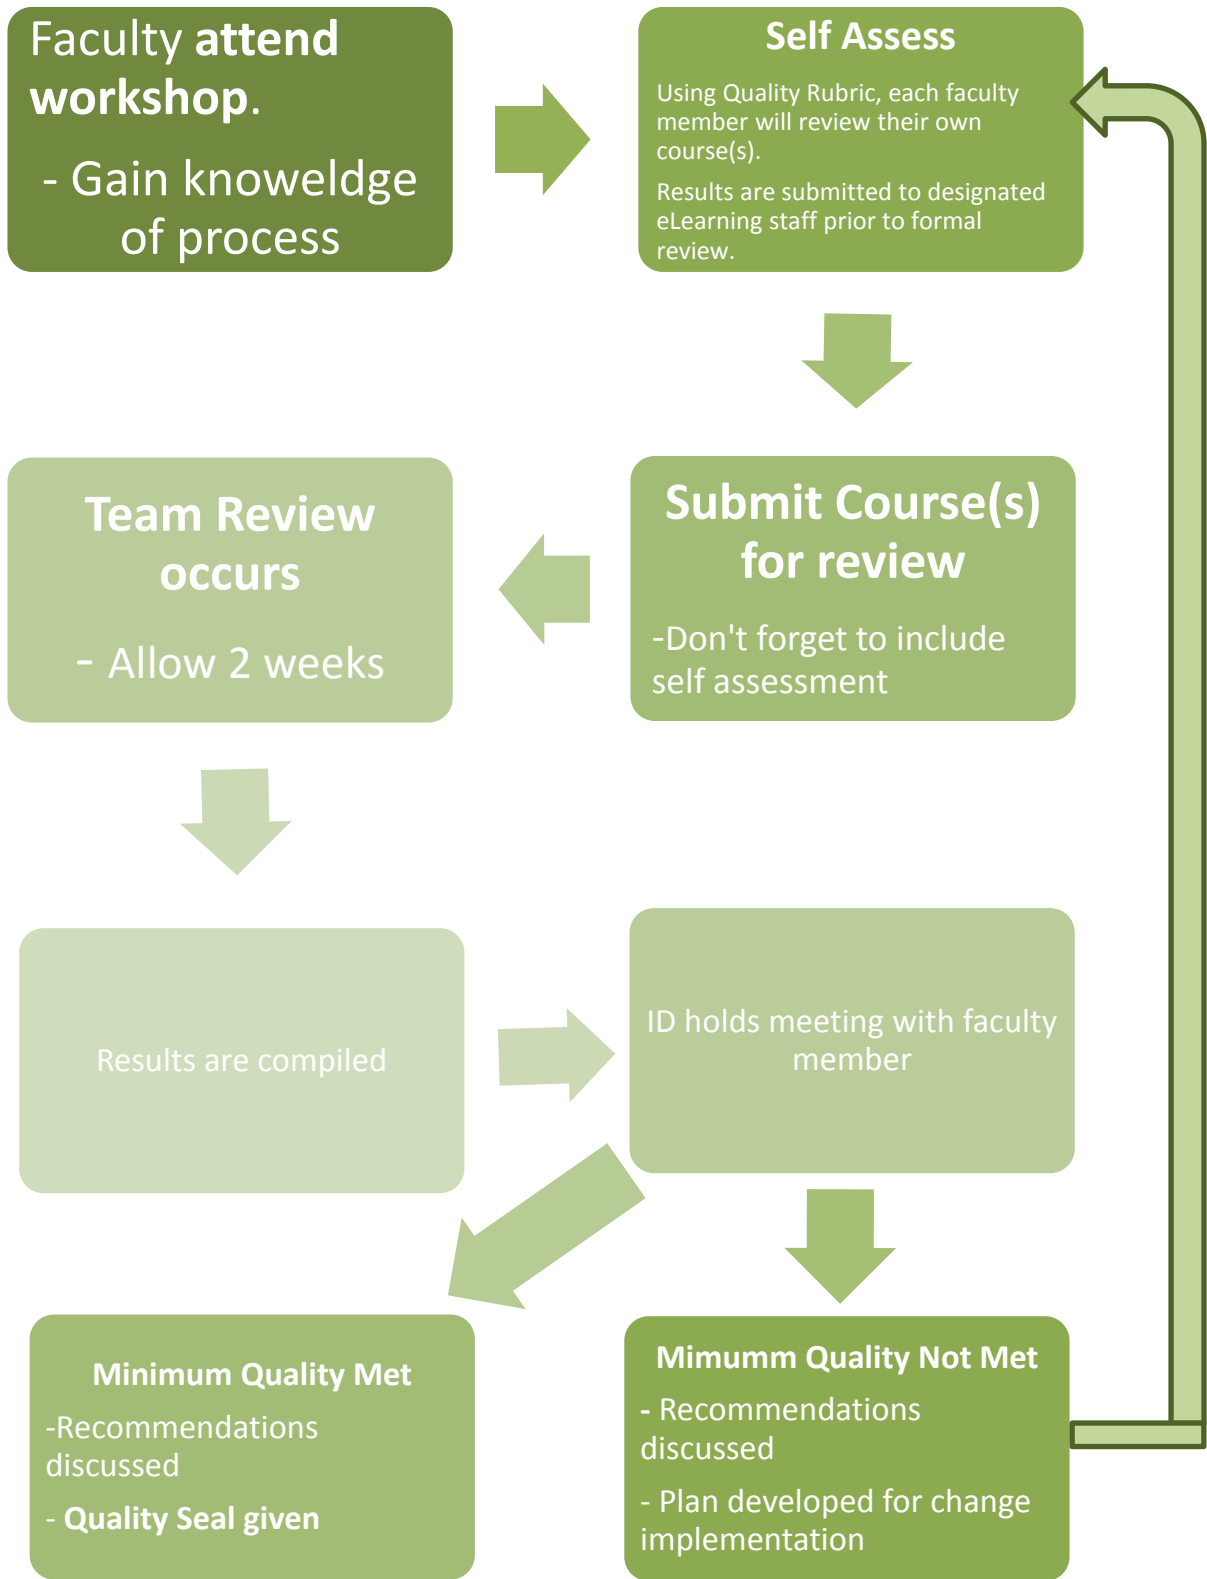 Faculty attend
workshop.
- Gain knoweldge
of process
Self Assess
Using Quality Rubric, each faculty
member will review their own
course(s).
Results are submitted to designated
eLearning staff prior to formal
review.
Submit Course(s)
for review
-Don't forget to include
self assessment
Team Review
occurs
- Allow 2 weeks
Results are compiled
ID holds meeting with faculty
member
Minimum Quality Met
-Recommendations
discussed
- Quality Seal given
Mimumm Quality Not Met
- Recommendations
discussed
- Plan developed for change
implementation